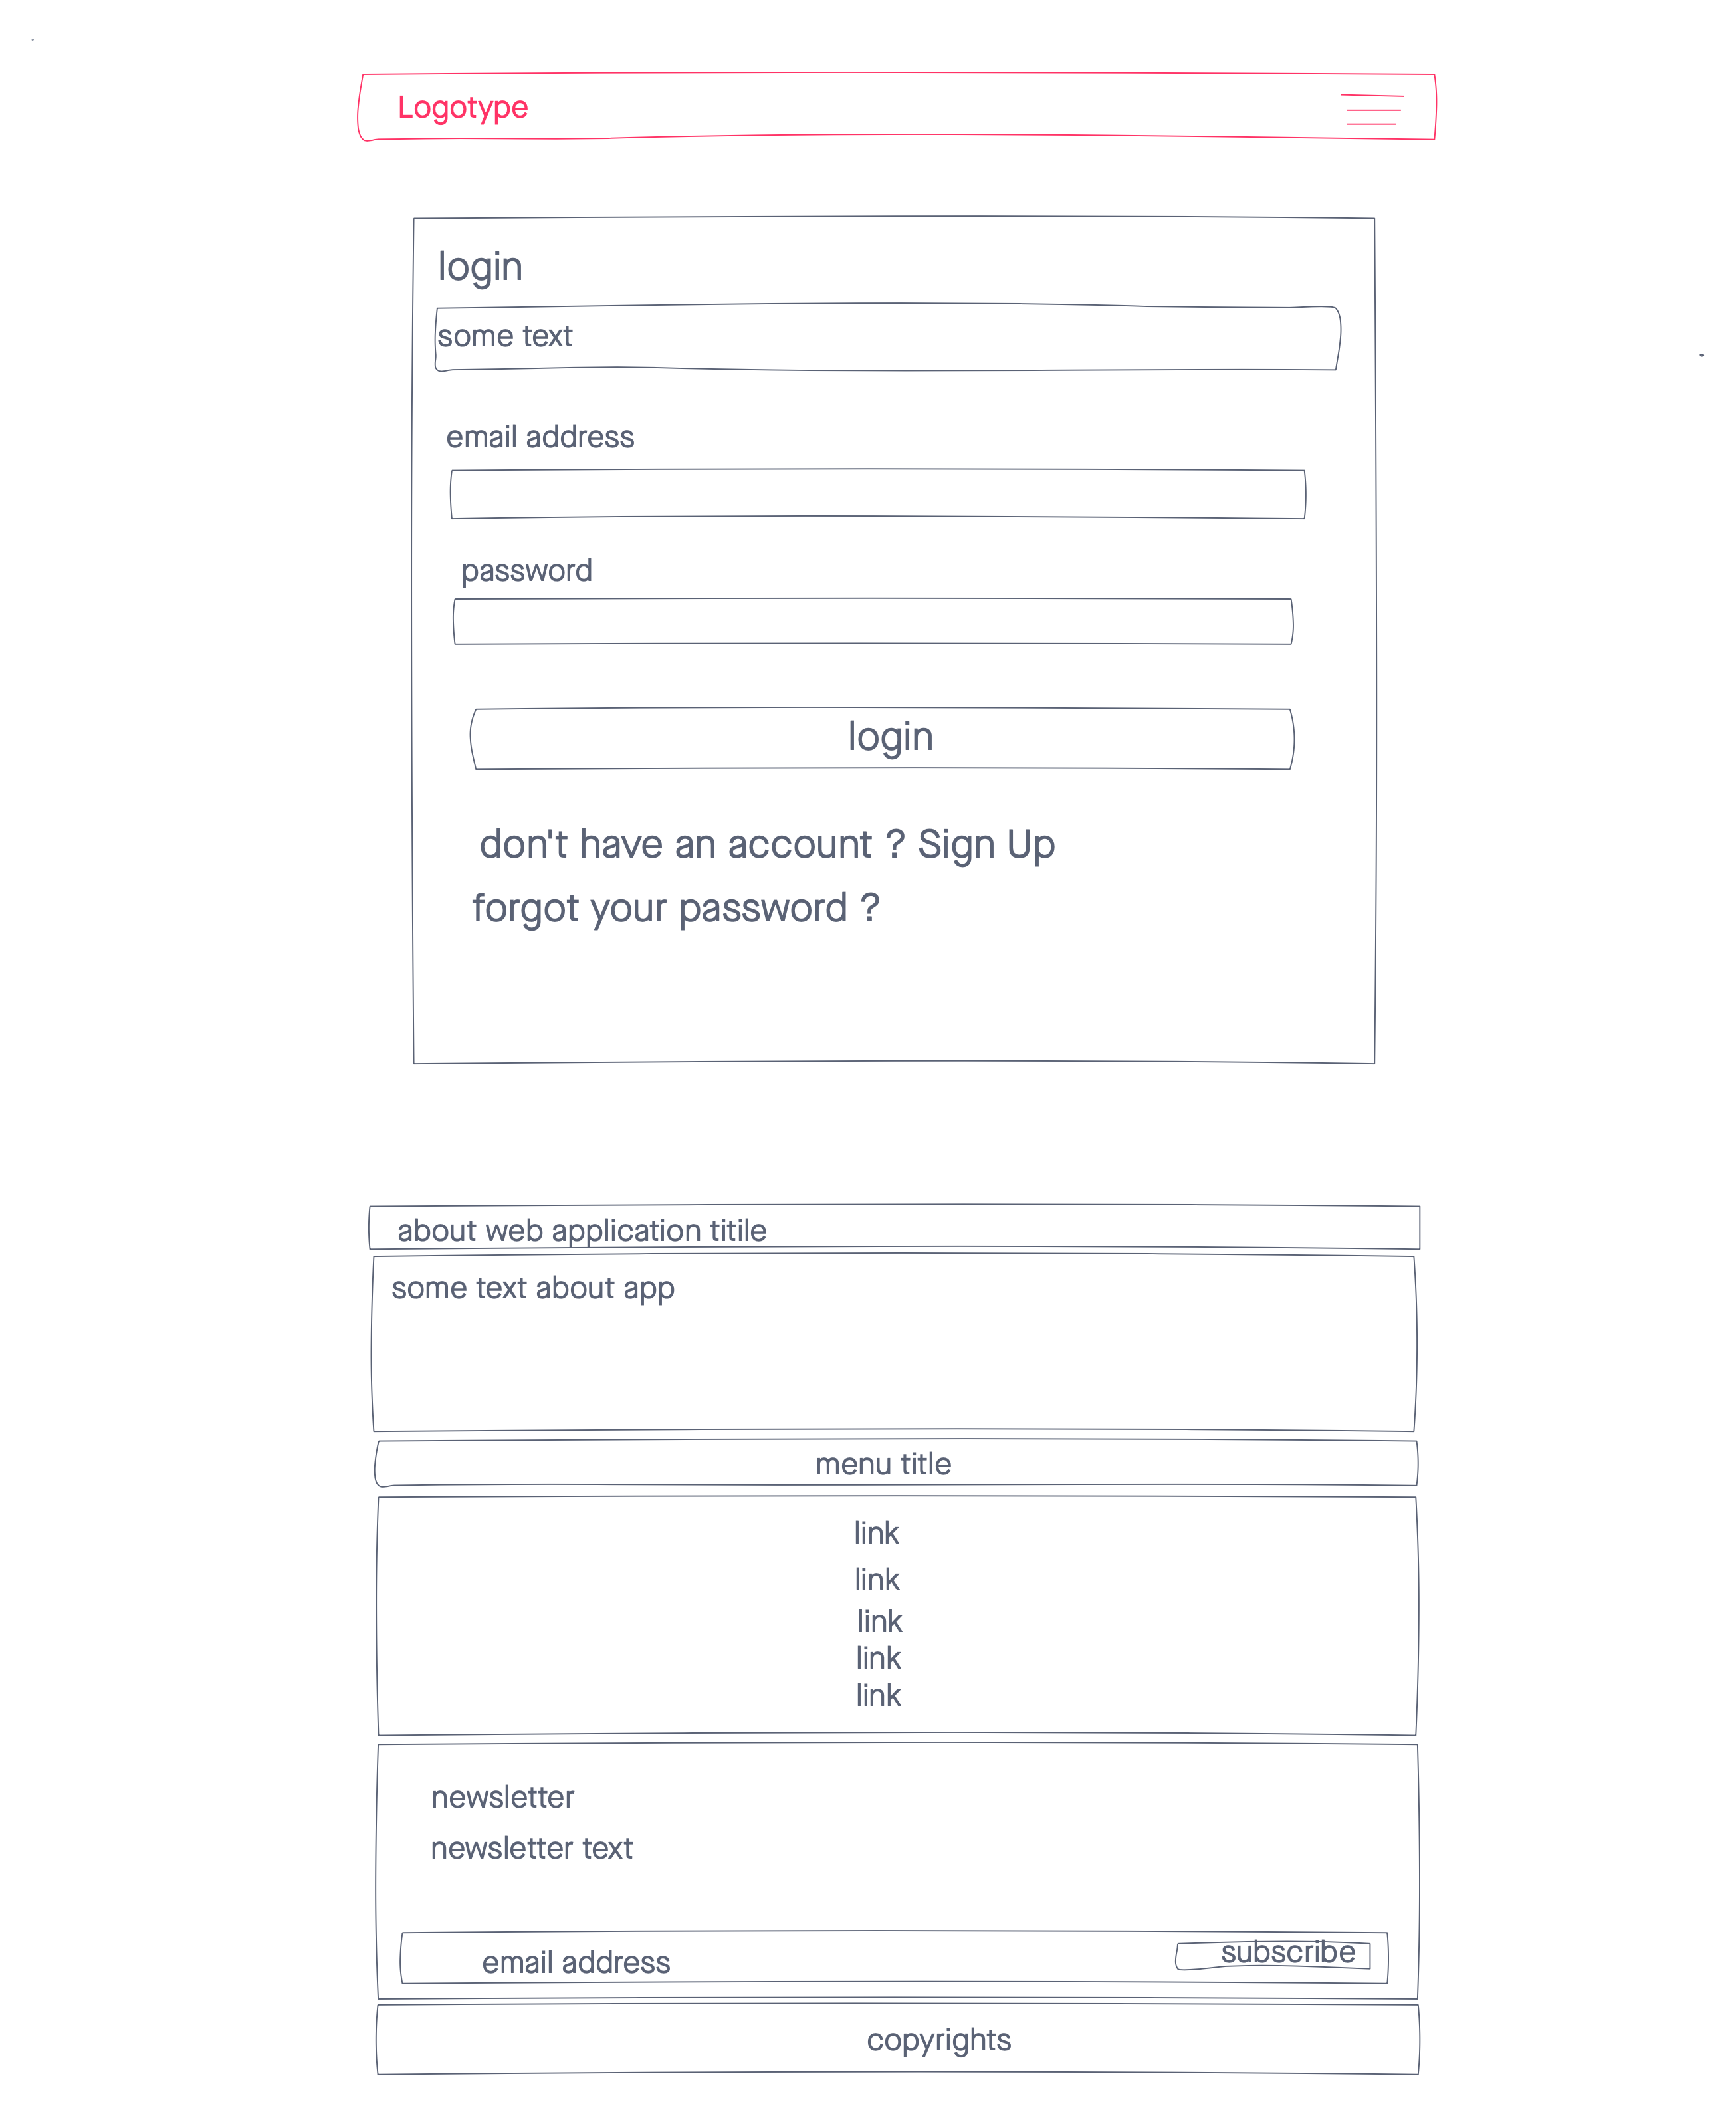 Logotype
login
some text
email address
password
login
don't have an account ? Sign Up
forgot your password ?
about web application titile
some text about app
menu title
link
link
link
link
link
newsletter
newsletter text
email address
subscribe
copyrights